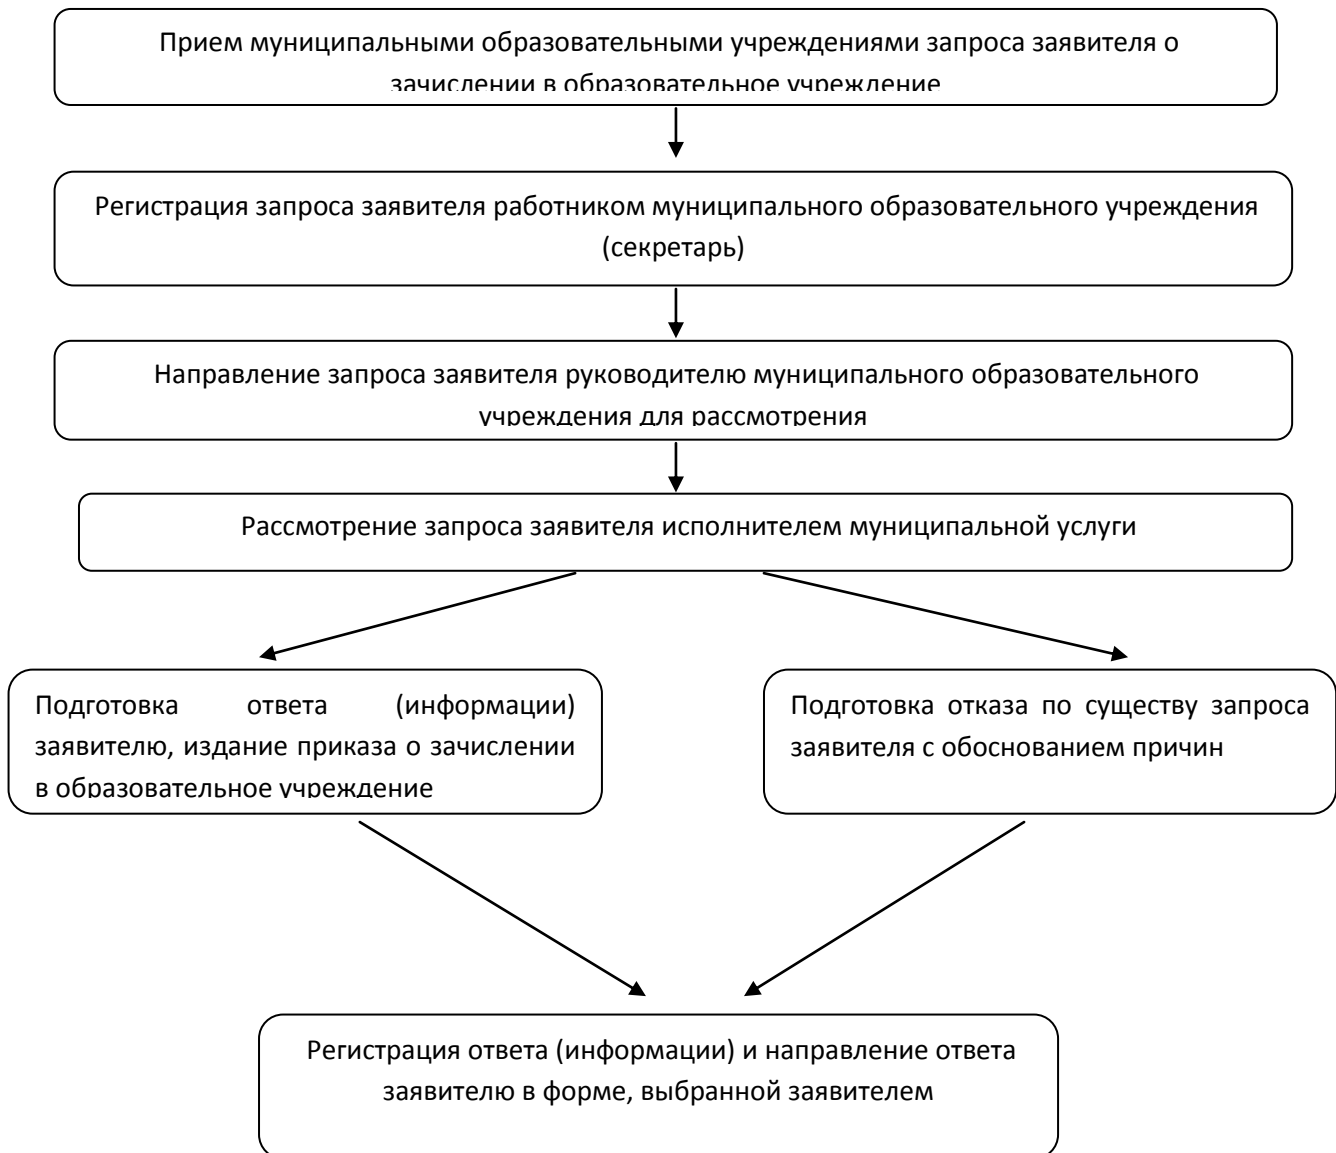 Прием муниципальными образовательными учреждениями запроса заявителя о
зачислении в образовательное учреждение
Регистрация запроса заявителя работником муниципального образовательного учреждения
(секретарь)
Направление запроса заявителя руководителю муниципального образовательного
учреждения для рассмотрения
Рассмотрение запроса заявителя исполнителем муниципальной услуги
Подготовка ответа (информации)
заявителю, издание приказа о зачислении
в образовательное учреждение
Подготовка отказа по существу запроса
заявителя с обоснованием причин
Регистрация ответа (информации) и направление ответа
заявителю в форме, выбранной заявителем